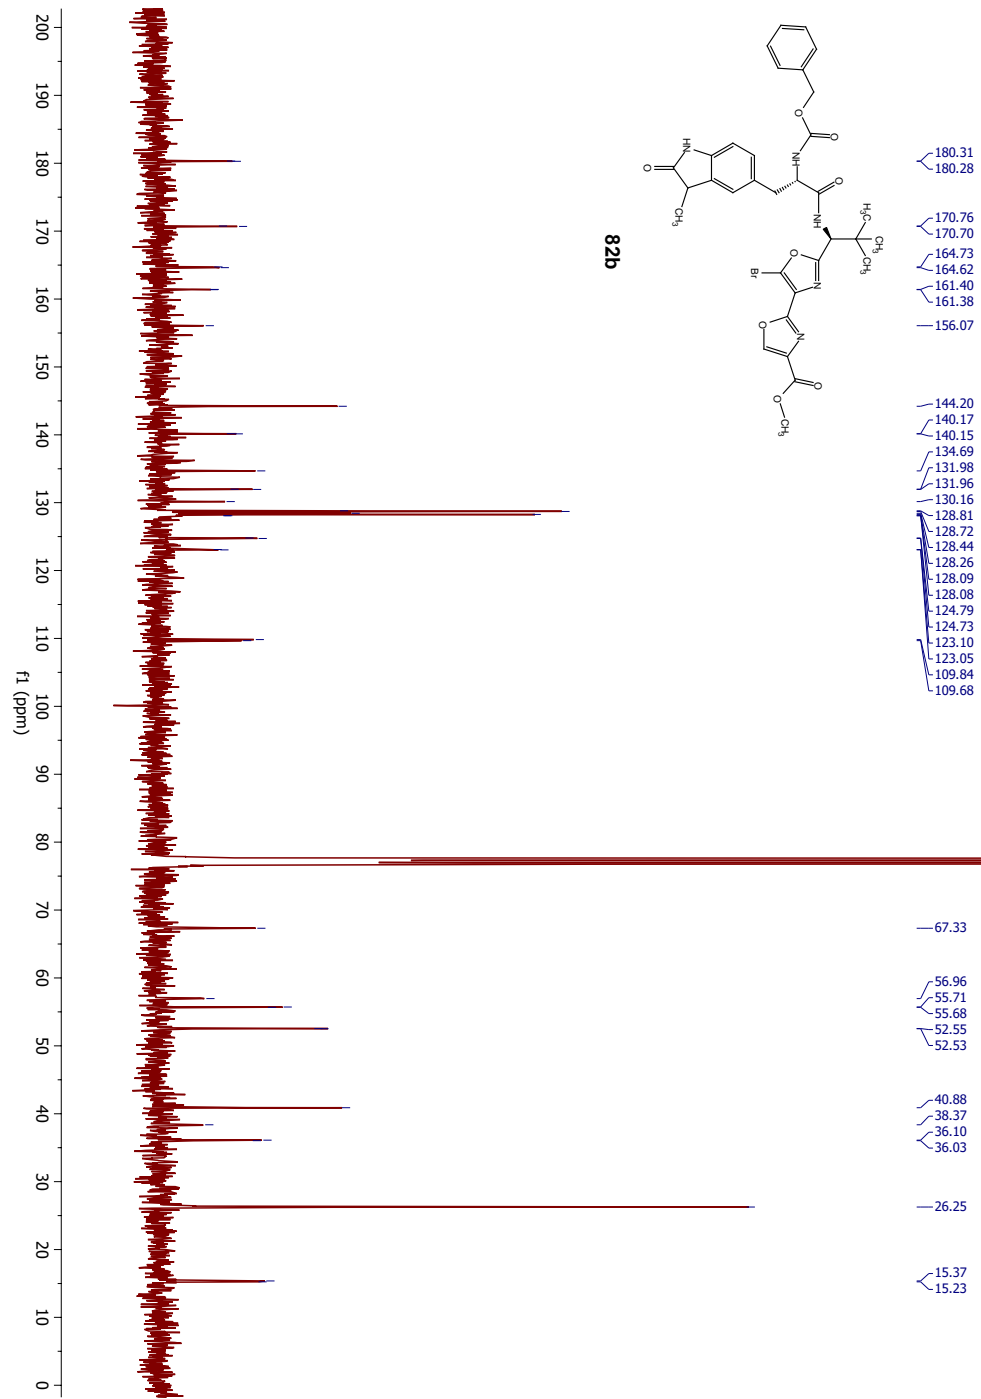 180.31
180.28
170.76
170.70
164.73
164.62
161.40
161.38
156.07
144.20
140.17
140.15
134.69
131.98
131.96
130.16
128.81
128.72
128.44
128.26
128.09
128.08
124.79
124.73
123.10
123.05
109.84
109.68
67.33
56.96
55.71
55.68
52.55
52.53
40.88
38.37
36.10
36.03
26.25
15.37
15.23
O
O
NH
HN
O
CH3
O
NH
H3C
CH3
CH3
O
N
Br
O
N
O
O
CH3
82b
200
190
180
170
160
150
140
130
120
110
100
90
80
70
60
50
40
30
20
10
0
f1 (ppm)